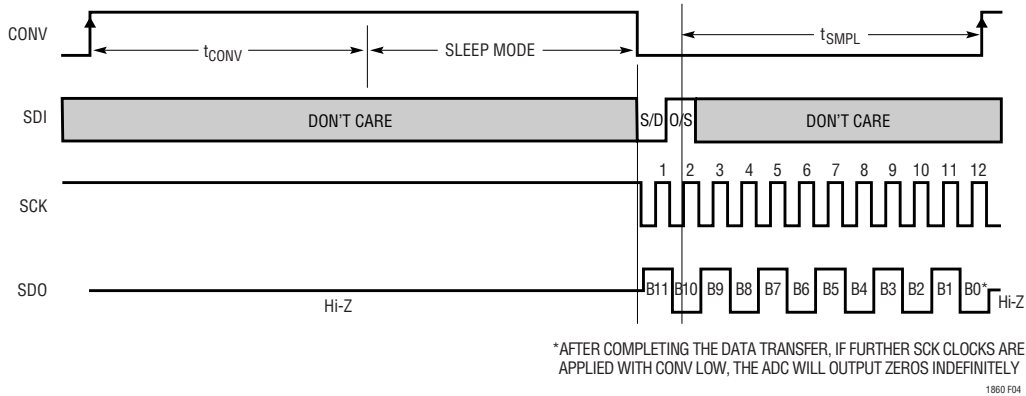 CONV
tCONV
SLEEP MODE
tSMPL
SDI
DON'T CARE
S/D
O/S
DON'T CARE
1 2 3 4 5 6 7 8 9 10 11 12
SCK
SDO
Hi-Z
B11 B10 B9 B8 B7 B6 B5 B4 B3 B2 B1 B0*
Hi-Z
*AFTER COMPLETING THE DATA TRANSFER, IF FURTHER SCK CLOCKS ARE
APPLIED WITH CONV LOW, THE ADC WILL OUTPUT ZEROS INDEFINITELY
1860 F04